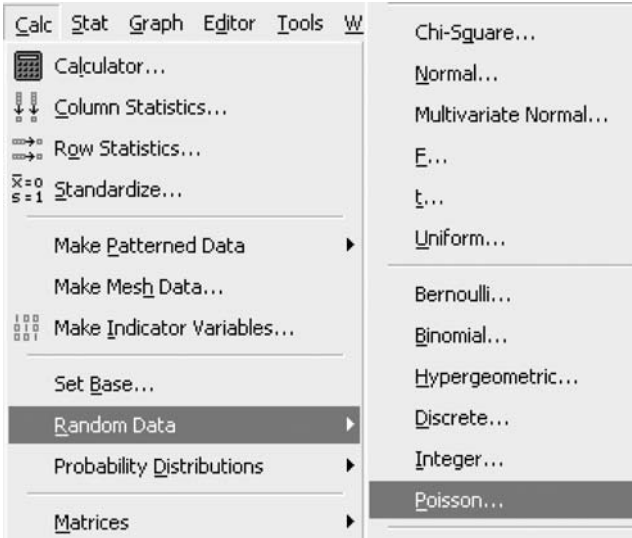 Calc Stat Graph Editor Tools W
Calculator...
Column Statistics...
Row Statistics...
x̄=0
s=1 Standardize...
Make Patterned Data
Make Mesh Data...
Make Indicator Variables...
Set Base...
Random Data
Probability Distributions
Matrices
Chi-Square...
Normal...
Multivariate Normal...
F...
t...
Uniform...
Bernoulli...
Binomial...
Hypergeometric...
Discrete...
Integer...
Poisson...